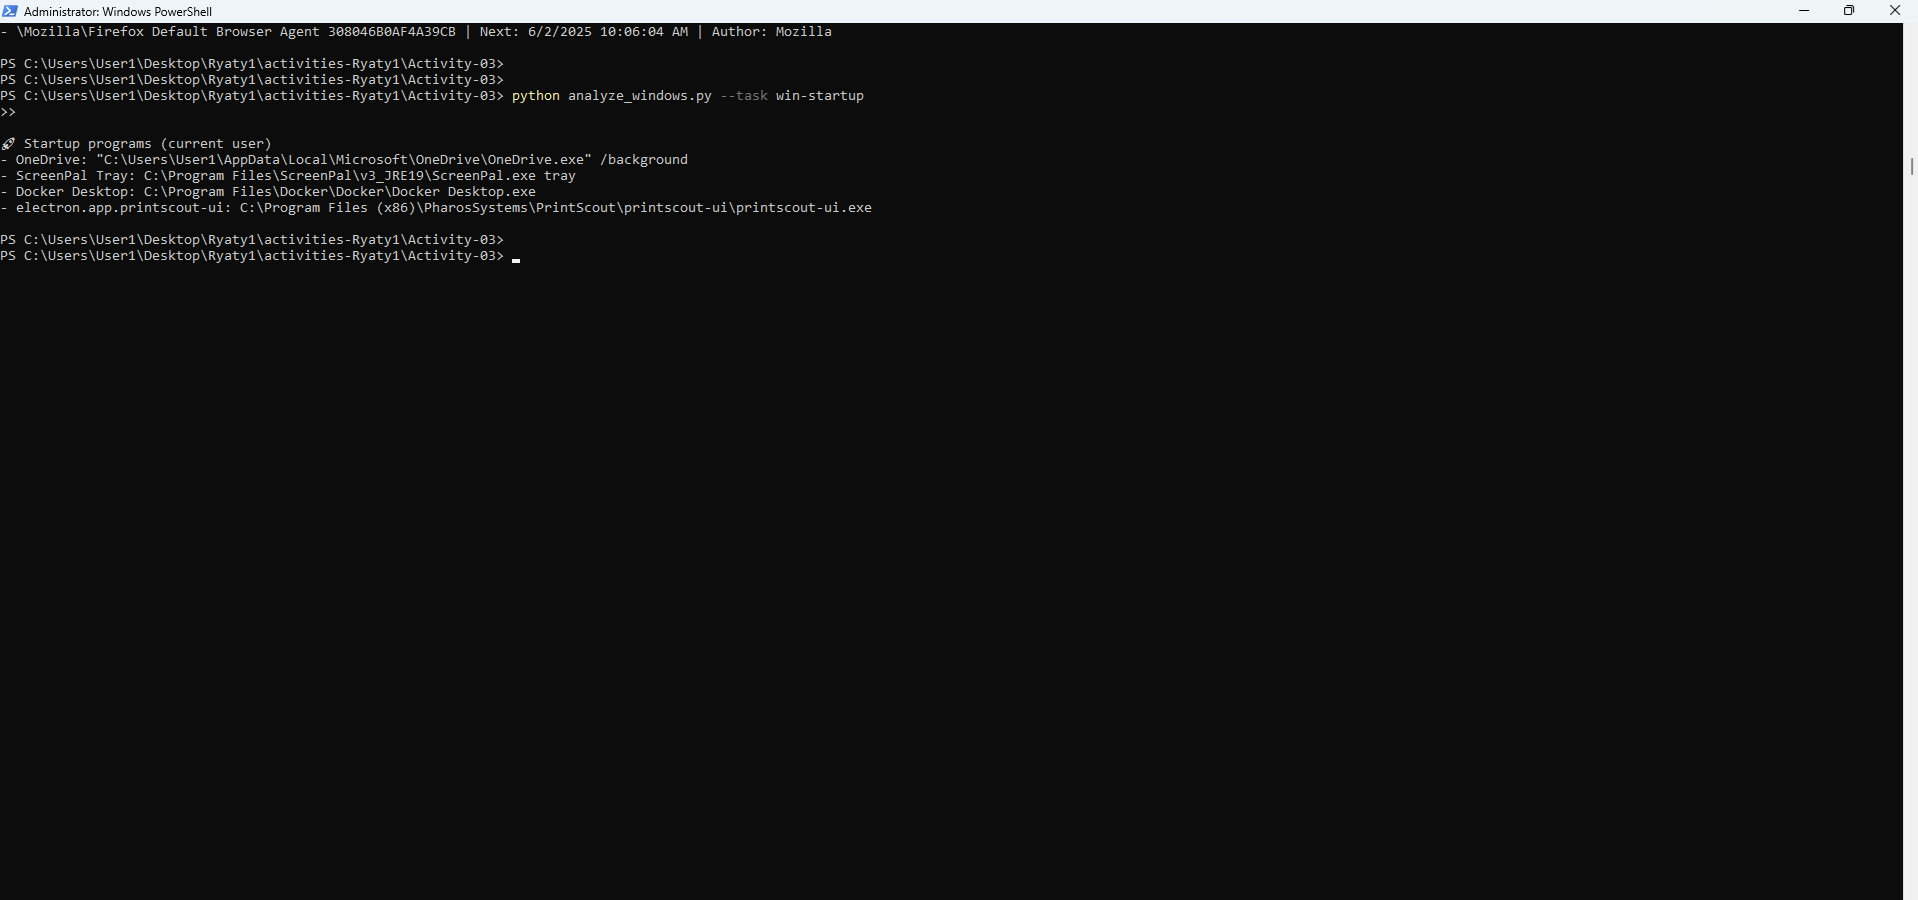 Administrator: Windows PowerShell
- \Mozilla\Firefox Default Browser Agent 308046B0AF4A39CB | Next: 6/2/2025 10:06:04 AM | Author: Mozilla
PS C:\Users\User1\Desktop\Ryaty1\activities-Ryaty1\Activity-03>
PS C:\Users\User1\Desktop\Ryaty1\activities-Ryaty1\Activity-03>
PS C:\Users\User1\Desktop\Ryaty1\activities-Ryaty1\Activity-03> python analyze_windows.py --task win-startup
>>
🚀 Startup programs (current user)
- OneDrive: "C:\Users\User1\AppData\Local\Microsoft\OneDrive\OneDrive.exe" /background
- ScreenPal Tray: C:\Program Files\ScreenPal\v3_JRE19\ScreenPal.exe tray
- Docker Desktop: C:\Program Files\Docker\Docker\Docker Desktop.exe
- electron.app.printscout-ui: C:\Program Files (x86)\PharosSystems\PrintScout\printscout-ui\printscout-ui.exe
PS C:\Users\User1\Desktop\Ryaty1\activities-Ryaty1\Activity-03>
PS C:\Users\User1\Desktop\Ryaty1\activities-Ryaty1\Activity-03>